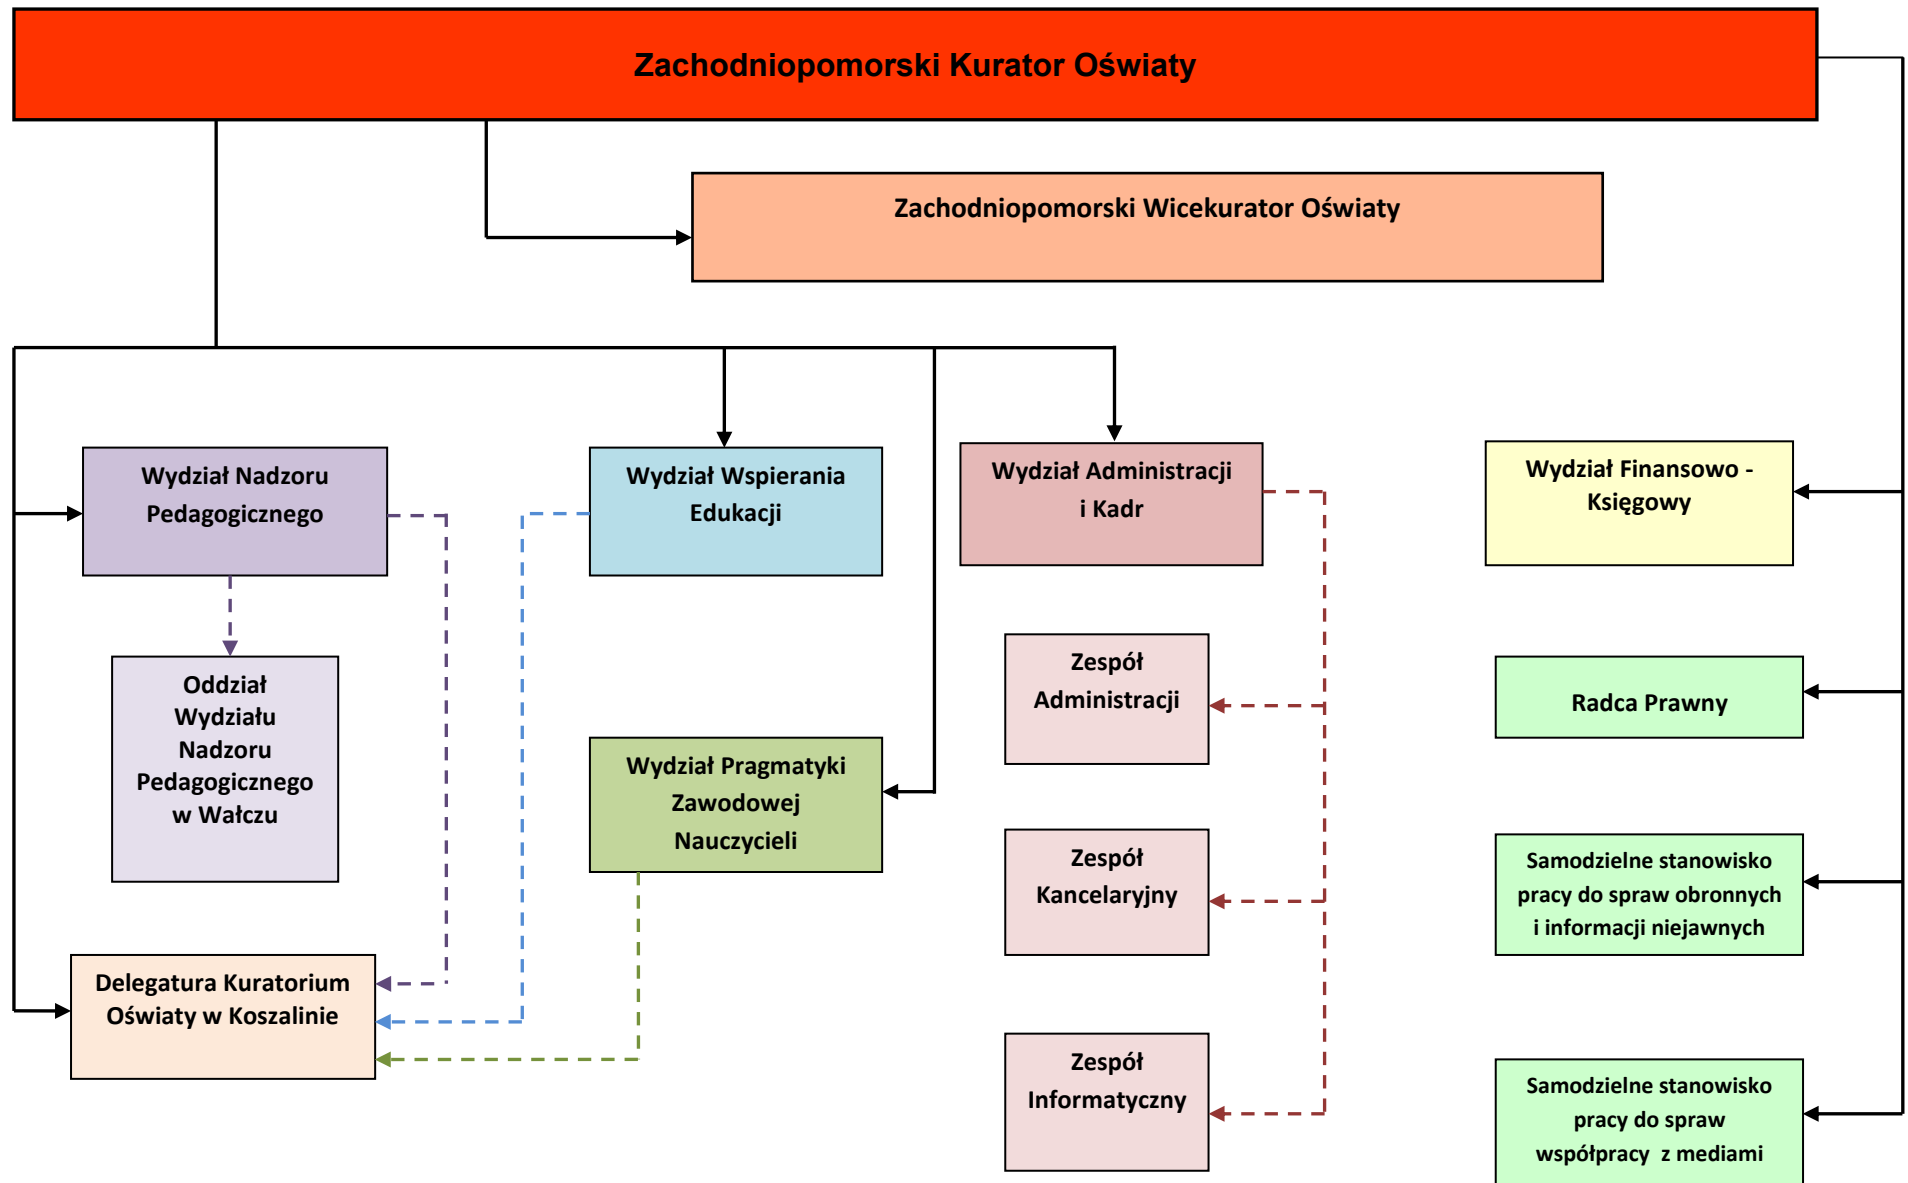 Zachodniopomorski Kurator Oświaty
Zachodniopomorski Wicekurator Oświaty
Wydział Nadzoru
Pedagogicznego
Wydział Wspierania
Edukacji
Wydział Administracji
i Kadr
Wydział Finansowo -
Księgowy
Oddział
Wydziału
Nadzoru
Pedagogicznego
w Wałczu
Zespół
Administracji
Radca Prawny
Wydział Pragmatyki
Zawodowej
Nauczycieli
Zespół
Kancelaryjny
Samodzielne stanowisko
pracy do spraw obronnych
i informacji niejawnych
Delegatura Kuratorium
Oświaty w Koszalinie
Zespół
Informatyczny
Samodzielne stanowisko
pracy do spraw
współpracy  z mediami